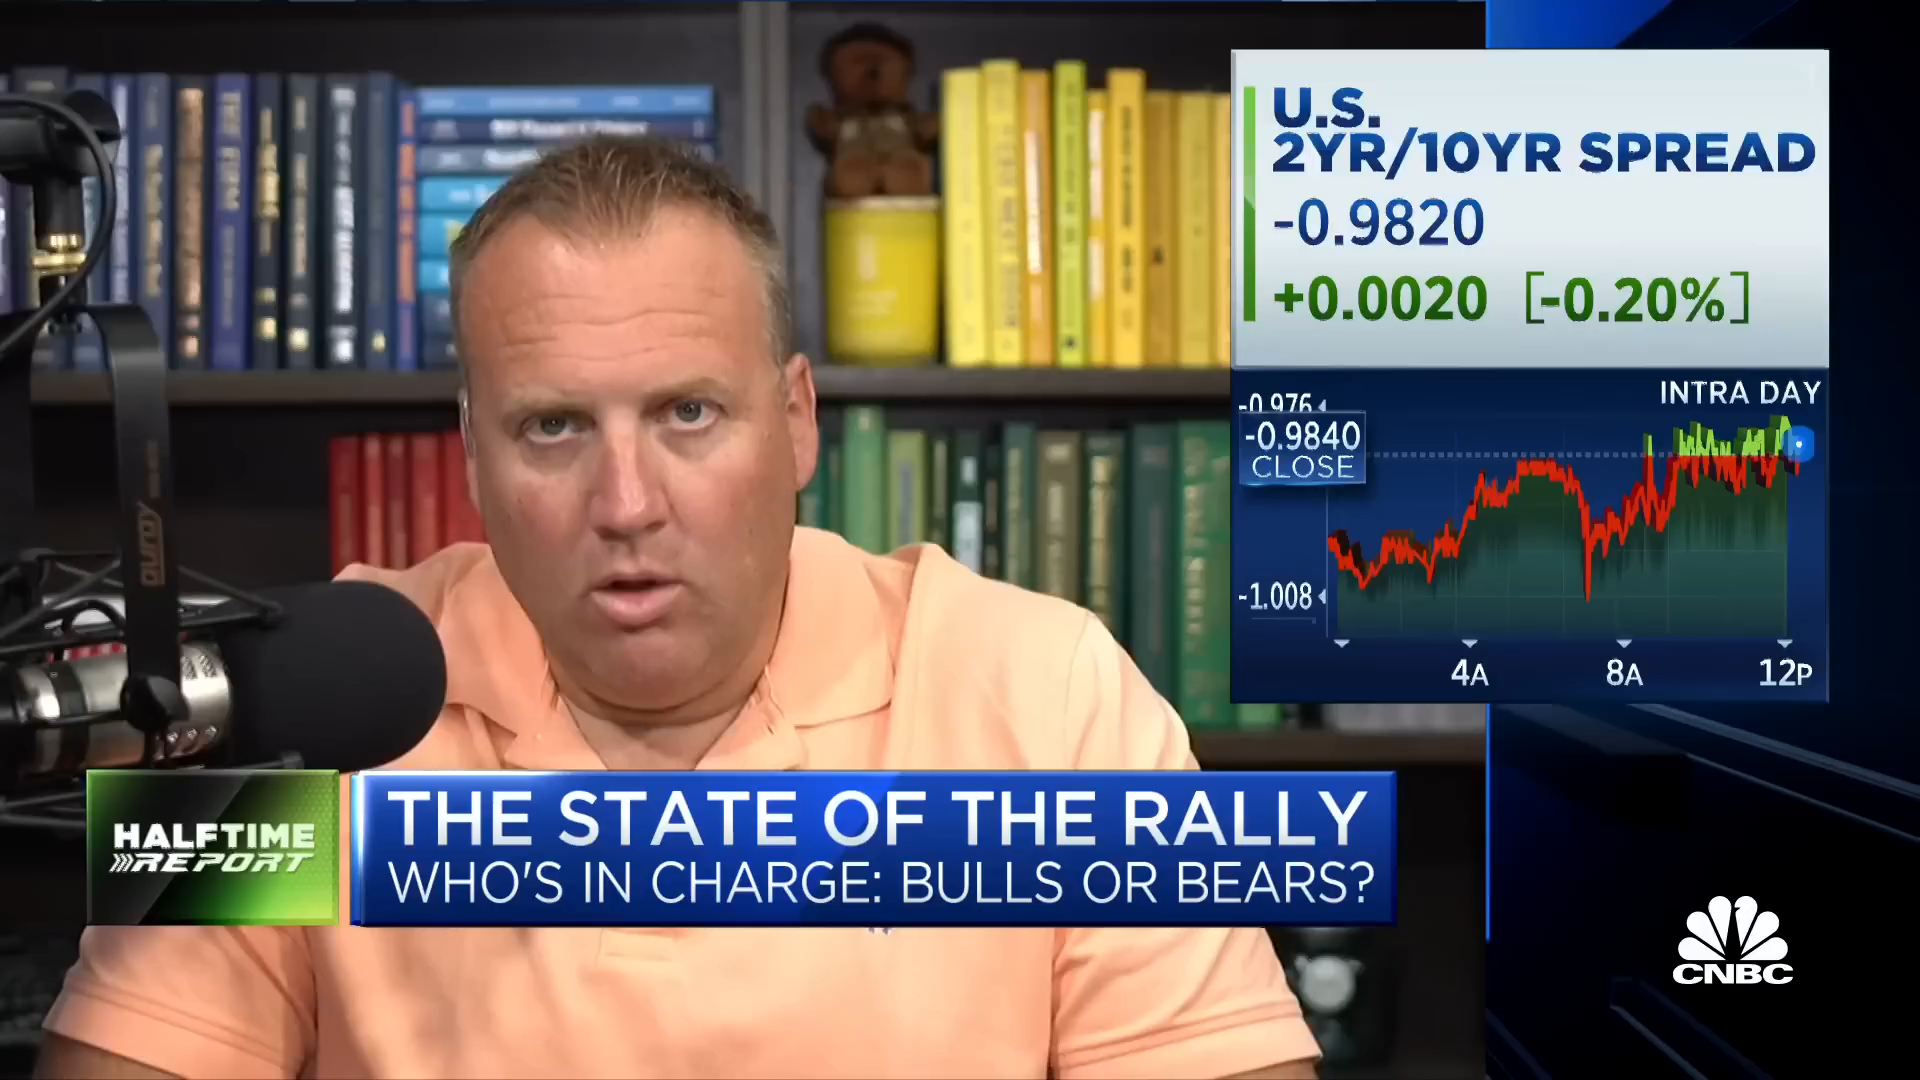 U.S.
2YR/10YR SPREAD
-0.9820
+0.0020 [-0.20%]
INTRA DAY
-0.976
-0.9840
CLOSE
-1.008
4A 8A 12P
auray
HALFTIME
REPORT
THE STATE OF THE RALLY
WHO'S IN CHARGE: BULLS OR BEARS?
CNBC